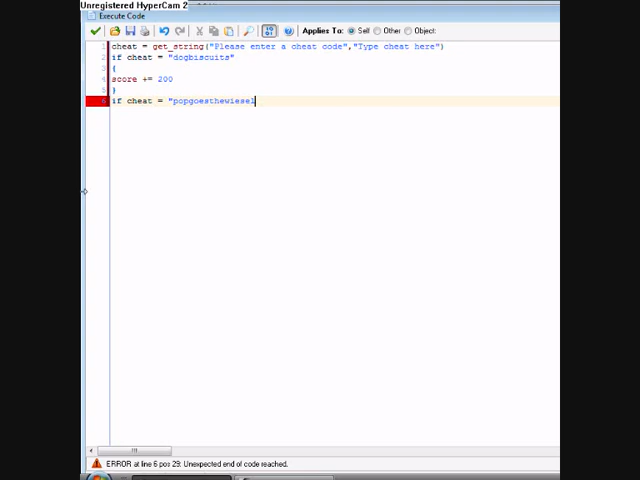 Unregistered HyperCam 2
Execute Code
Applies To: Self Other Object:
1 cheat = get_string("Please enter a cheat code","Type cheat here")
2 if cheat = "dogbiscuits"
3 {
4 score += 200
5 }
6 if cheat = "popgoesthewiesel
ERROR at line 6 pos 29: Unexpected end of code reached.